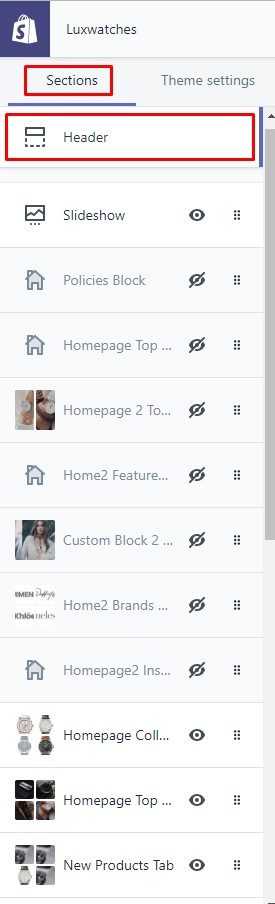 Luxwatches
Sections
Theme settings
Header
Slideshow
Policies Block
Homepage Top ...
Homepage 2 To...
Home2 Feature...
Custom Block 2 ...
Home2 Brands ...
Homepage2 Ins...
Homepage Coll...
Homepage Top ...
New Products Tab